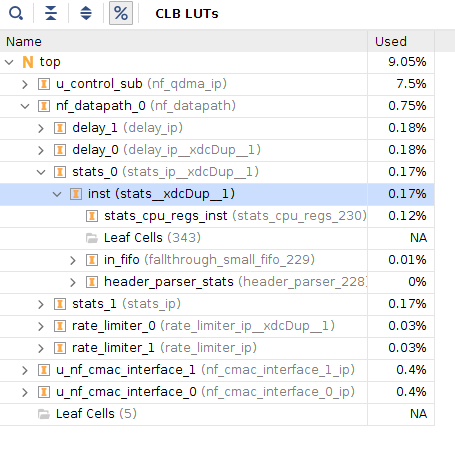 CLB LUTs
Name Used
N top 9.05%
u_control_sub (nf_qdma_ip) 7.5%
nf_datapath_0 (nf_datapath) 0.75%
delay_1 (delay_ip) 0.18%
delay_0 (delay_ip__xdcDup__1) 0.18%
stats_0 (stats_ip__xdcDup__1) 0.17%
inst (stats__xdcDup__1) 0.17%
stats_cpu_regs_inst (stats_cpu_regs_230) 0.12%
Leaf Cells (343) NA
in_fifo (fallthrough_small_fifo_229) 0.01%
header_parser_stats (header_parser_228) 0%
stats_1 (stats_ip) 0.17%
rate_limiter_0 (rate_limiter_ip__xdcDup__1) 0.03%
rate_limiter_1 (rate_limiter_ip) 0.03%
u_nf_cmac_interface_1 (nf_cmac_interface_1_ip) 0.4%
u_nf_cmac_interface_0 (nf_cmac_interface_0_ip) 0.4%
Leaf Cells (5) NA